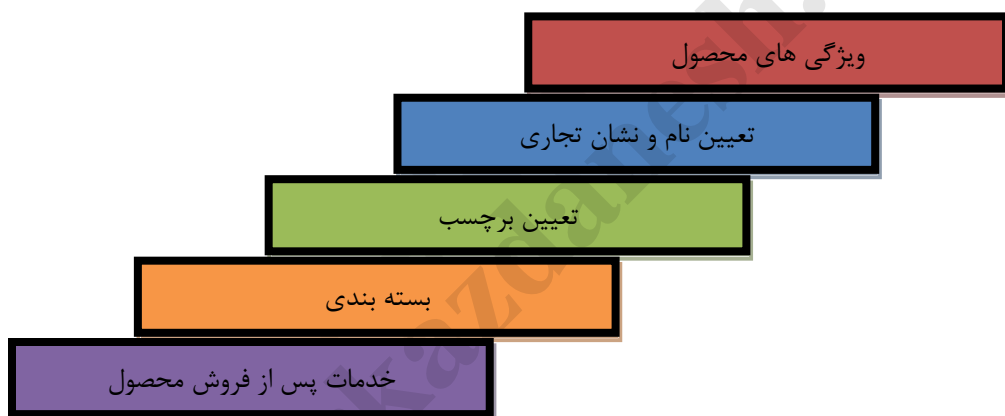 ویژگی های محصول
تعیین نام و نشان تجاری
تعیین برچسب
بسته بندی
خدمات پس از فروش محصول